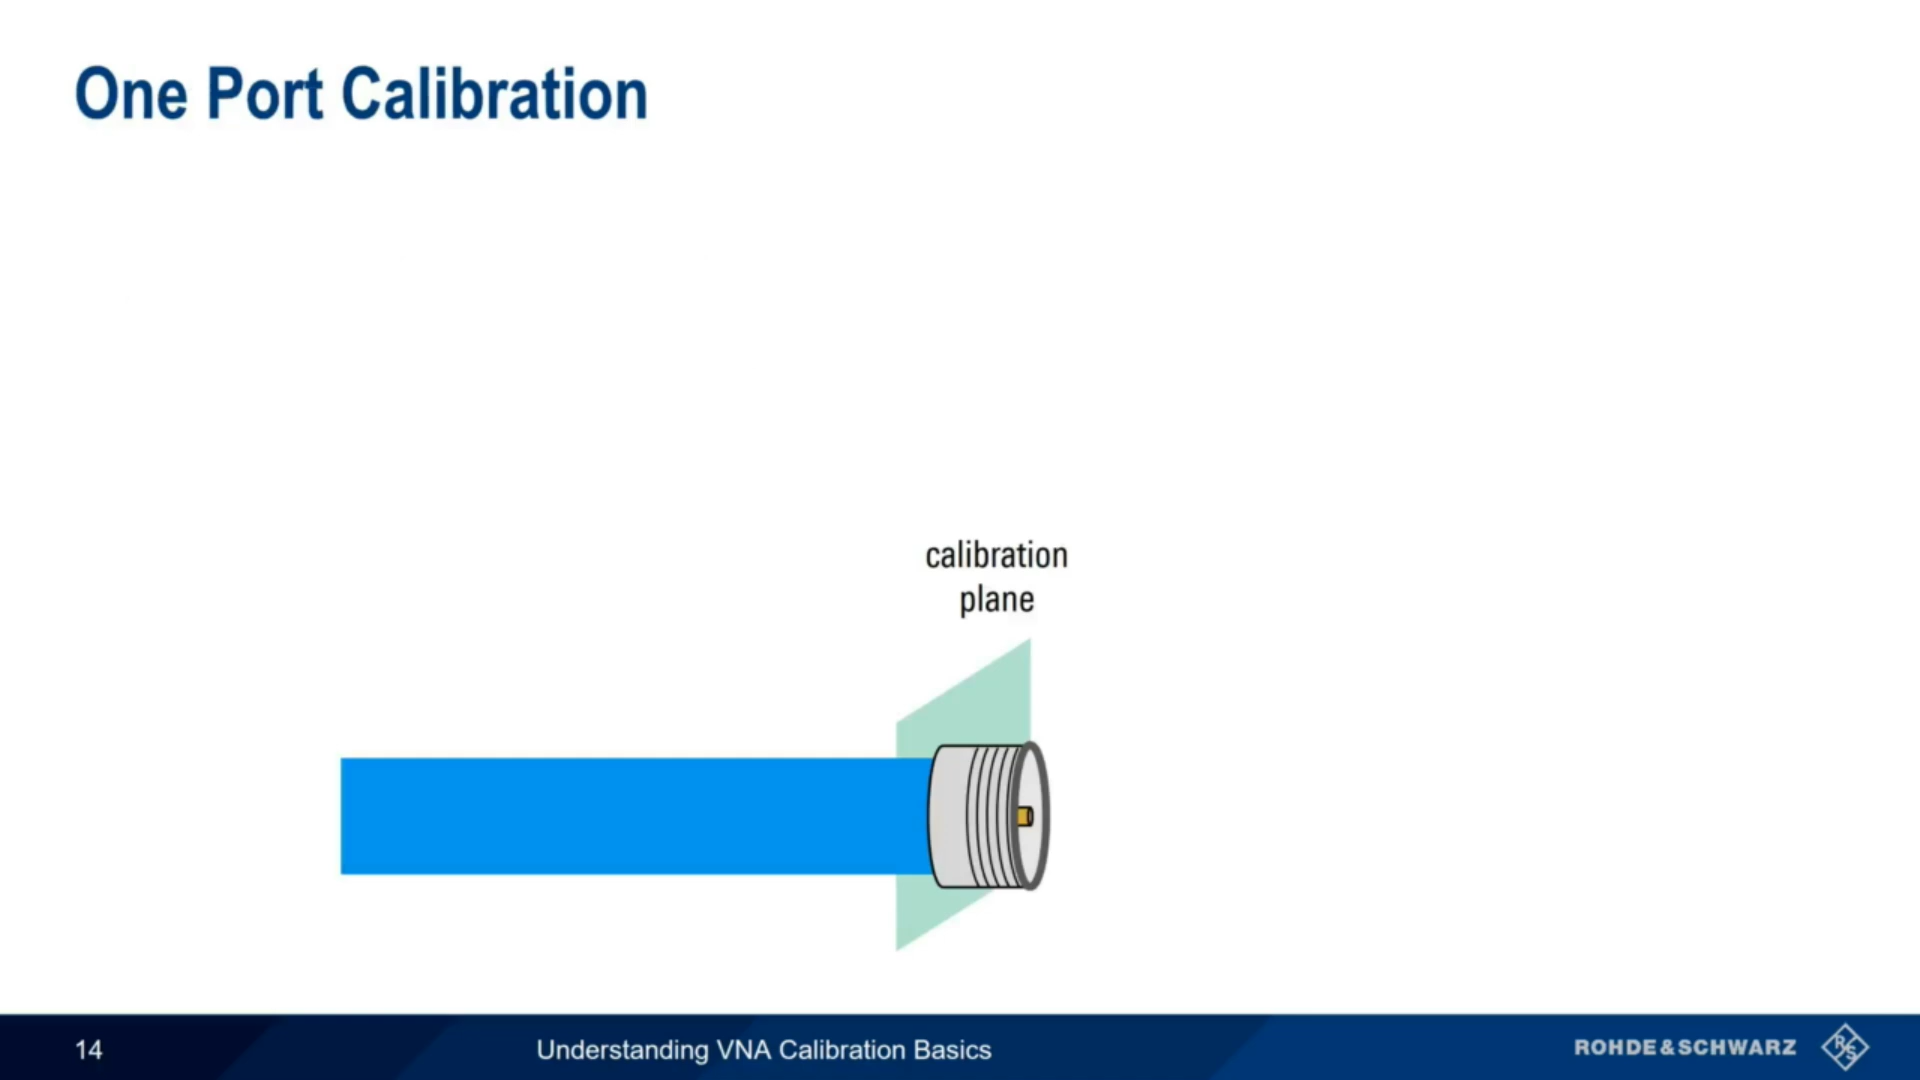 One Port Calibration
calibration
plane
14
Understanding VNA Calibration Basics
ROHDE&SCHWARZ
R
S